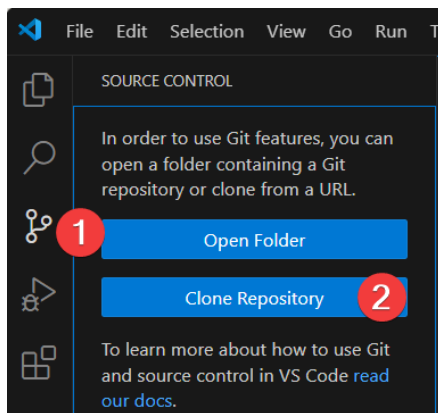 File Edit Selection View Go Run T
SOURCE CONTROL
In order to use Git features, you can
open a folder containing a Git
repository or clone from a URL.
1
Open Folder
Clone Repository
2
To learn more about how to use Git
and source control in VS Code read
our docs.